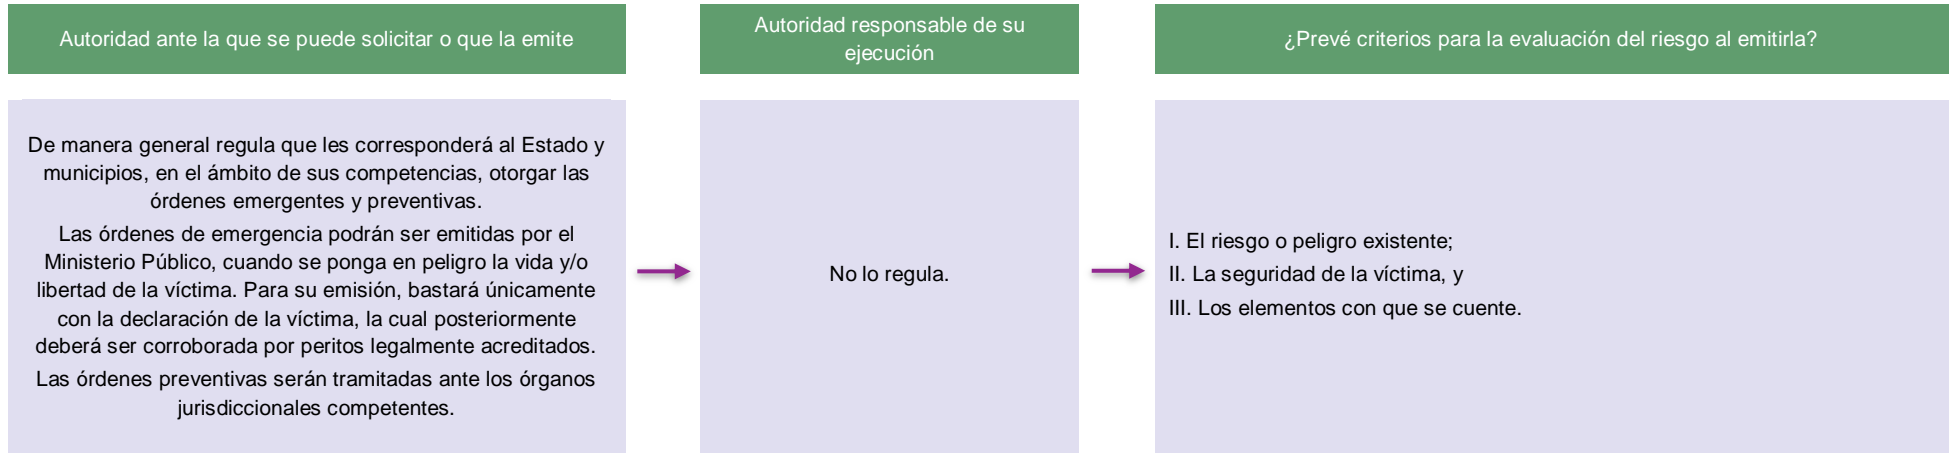 Autoridad ante la que se puede solicitar o que la emite
Autoridad responsable de su
ejecución
¿Prevé criterios para la evaluación del riesgo al emitirla?
De manera general regula que les corresponderá al Estado y
municipios, en el ámbito de sus competencias, otorgar las
órdenes emergentes y preventivas.
Las órdenes de emergencia podrán ser emitidas por el
Ministerio Público, cuando se ponga en peligro la vida y/o
libertad de la víctima. Para su emisión, bastará únicamente
con la declaración de la víctima, la cual posteriormente
deberá ser corroborada por peritos legalmente acreditados.
Las órdenes preventivas serán tramitadas ante los órganos
jurisdiccionales competentes.
No lo regula.
I. El riesgo o peligro existente;
II. La seguridad de la víctima, y
III. Los elementos con que se cuente.